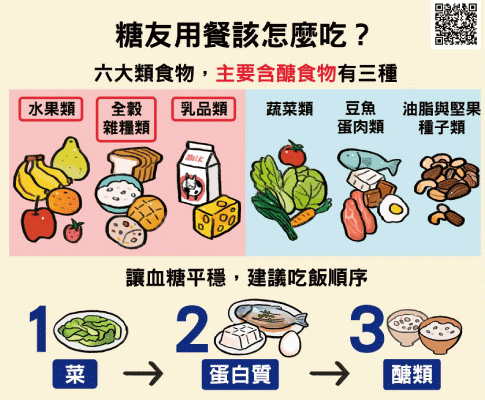 糖友用餐該怎麼吃？
六大類食物，主要含醣食物有三種
水果類
全穀
雜糧類
乳品類
蔬菜類
豆魚
蛋肉類
油脂與堅果
種子類
讓血糖平穩，建議吃飯順序
1 菜
2 蛋白質
3 醣類